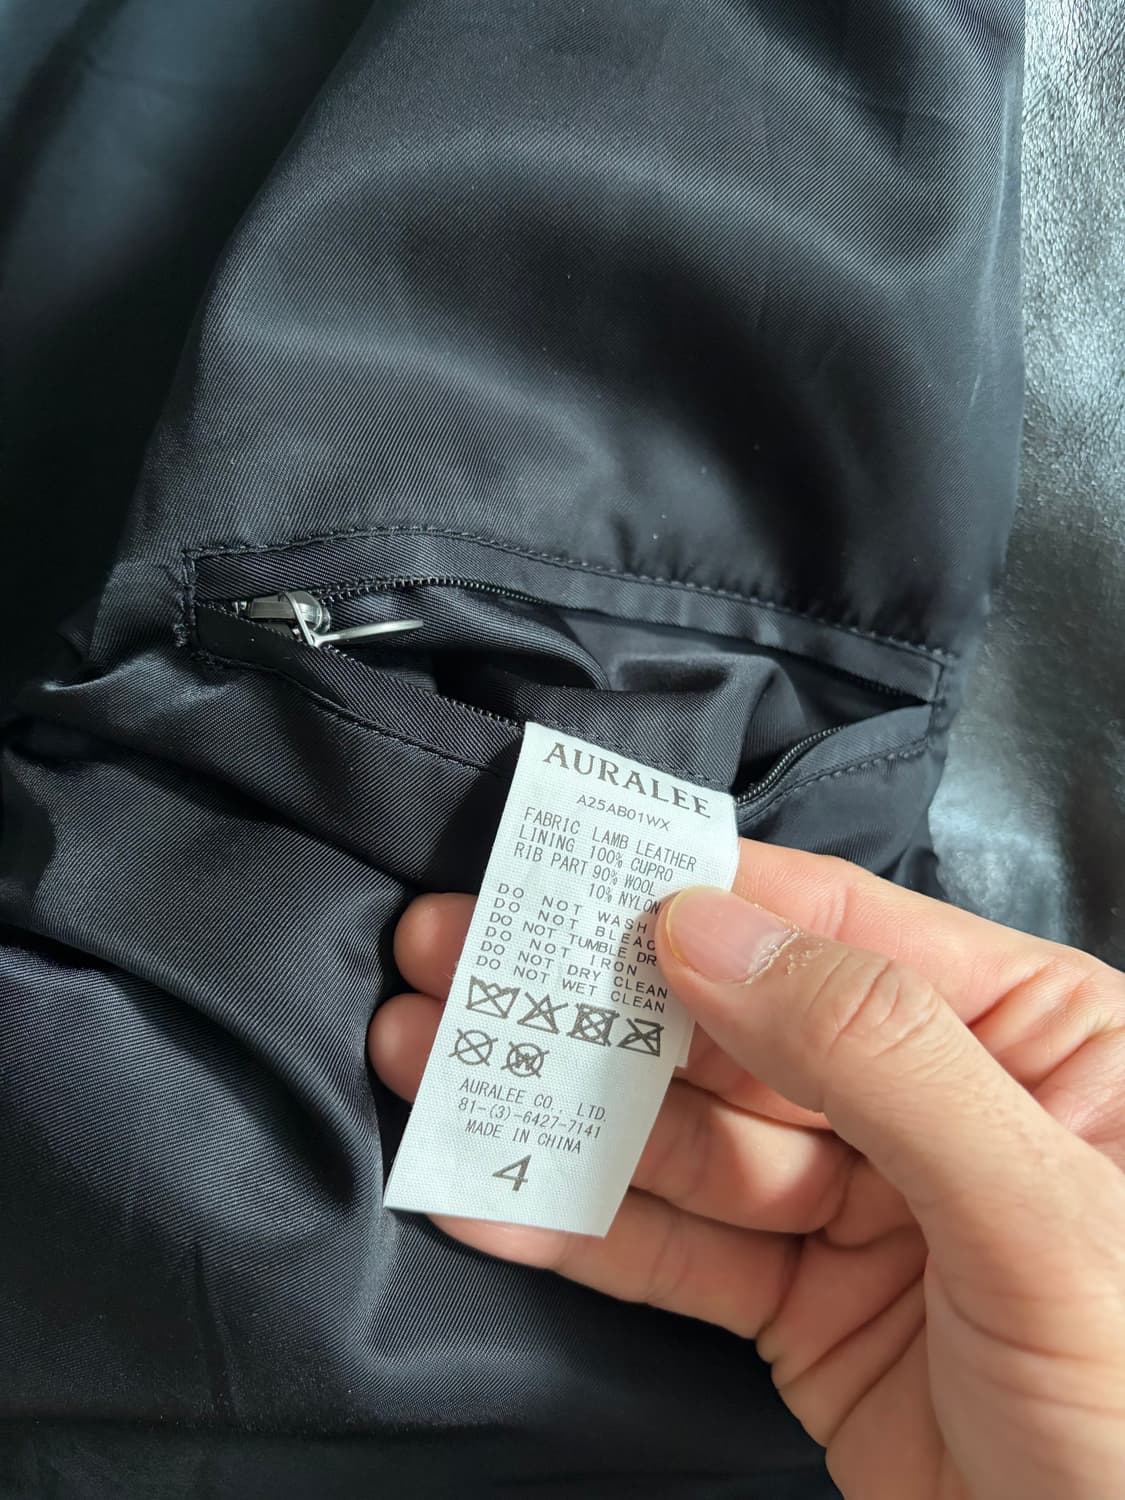 AURALEE
A25AB01WX
FABRIC LAMB LEATHER
LINING 100% CUPRO
RIB PART 90% WOOL
10% NYLON
DO NOT WASH
DO NOT BLEAC
DO NOT TUMBLE DR
DO NOT IRON
DO NOT DRY CLEAN
DO NOT WET CLEAN
W
AURALEE CO., LTD.
81-(3)-6427-7141
MADE IN CHINA
4